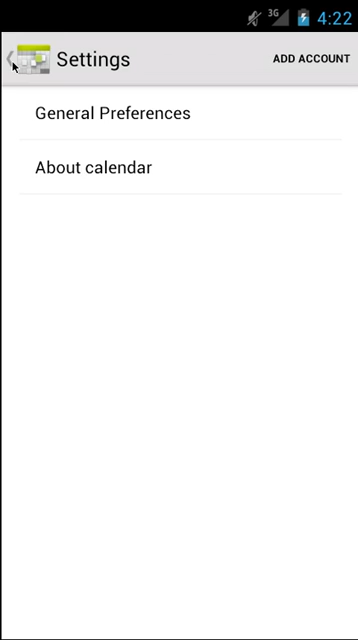 3G 4:22
Settings ADD ACCOUNT
General Preferences
About calendar